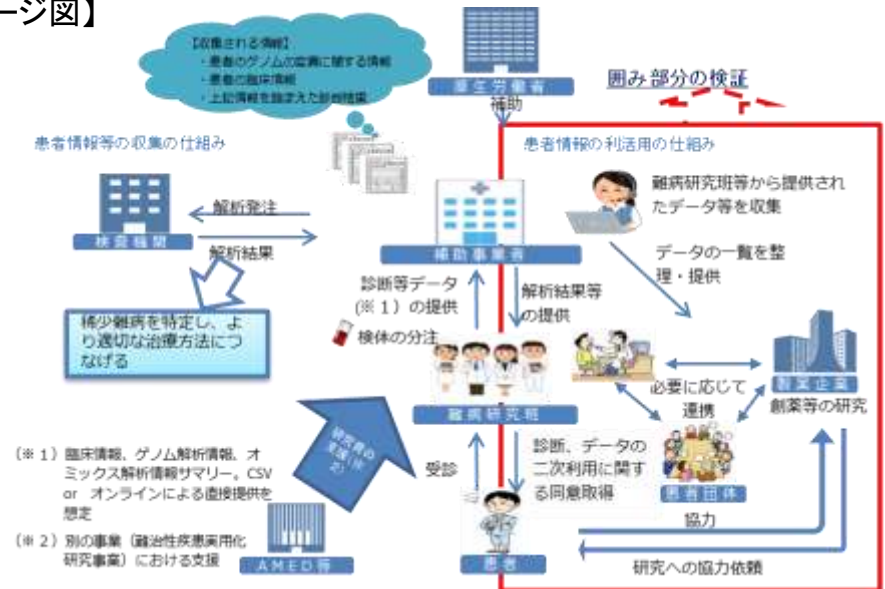 ージ図】
【収集される情報】
・患者のゲノムの変異に関する情報
・患者の臨床情報
・上記情報を踏まえた診断結果
厚生労働省
補助
囲み部分の検証
患者情報等の収集の仕組み
患者情報の利活用の仕組み
難病研究班等から提供され
たデータ等を収集
解析発注
検査機関
解析結果
補助事業者
データの一覧を整
理・提供
診断等データ
(※1)の提供
解析結果等
の提供
検体の分注
稀少難病を特定し、よ
り適切な治療方法につ
なげる
製薬企業
創薬等の研究
必要に応じて
連携
難病研究班
研究費の
支援(※
2)
受診
診断、データの
二次利用に関す
る同意取得
患者団体
(※1)臨床情報、ゲノム解析情報、オ
ミックス解析情報サマリー。CSV
or オンラインによる直接提供を
想定
(※2)別の事業(難治性疾患実用化
研究事業)における支援
AMED等
患者
協力
研究への協力依頼